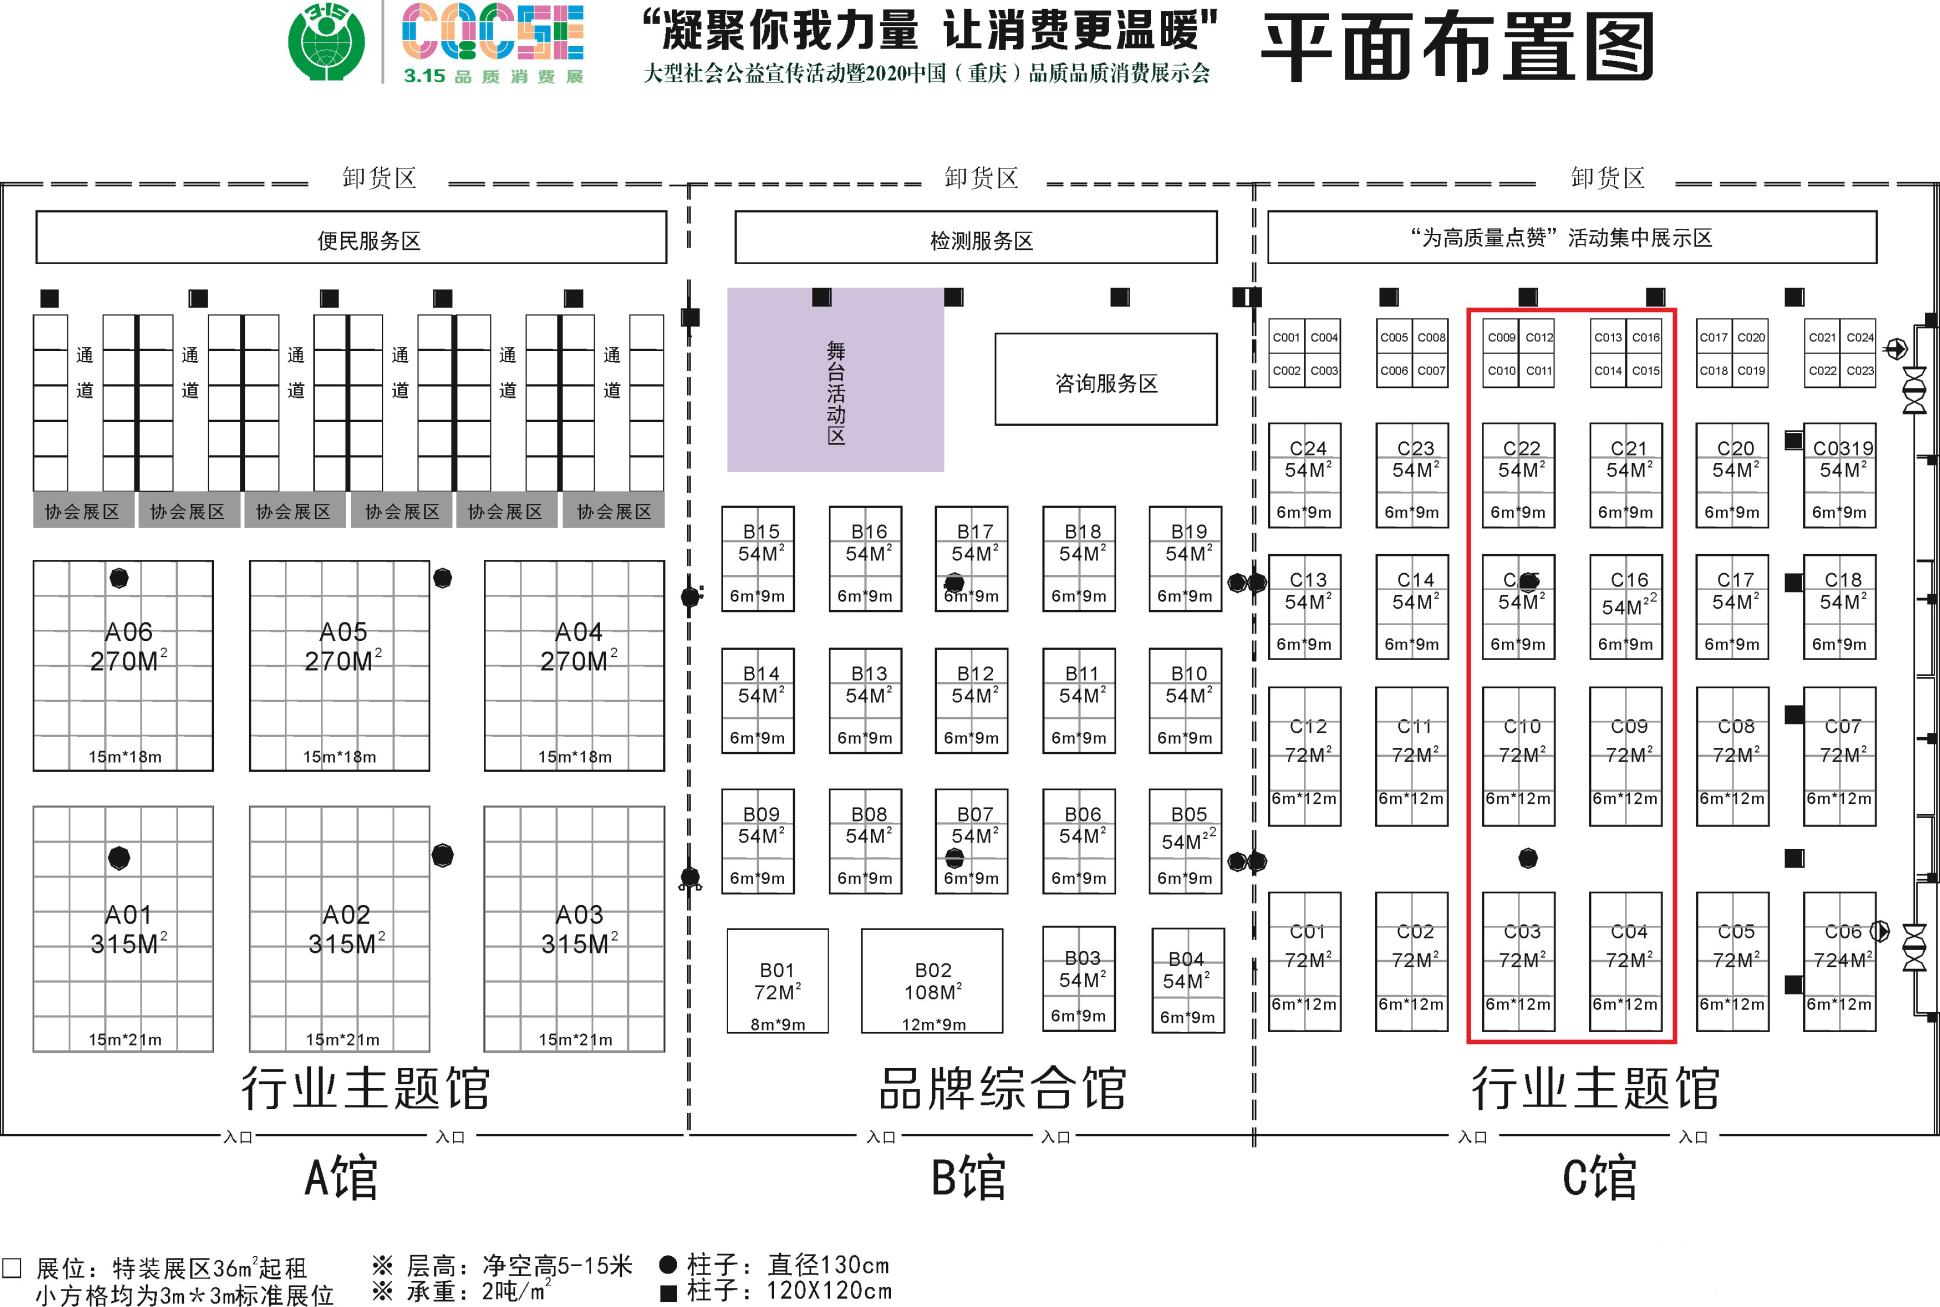 3·15
CQCSE
3.15品质消费展
“凝聚你我力量 让消费更温暖” 平面布置图
大型社会公益宣传活动暨2020中国（重庆）品质品质消费展示会
卸货区 卸货区 卸货区
便民服务区 检测服务区 “为高质量点赞”活动集中展示区
通道 通道 通道 通道 通道 通道
舞台活动区
咨询服务区
C001 C004 C005 C008 C009 C012 C013 C016 C017 C020 C021 C024
C002 C003 C006 C007 C010 C011 C014 C015 C018 C019 C022 C023
C24 C23 C22 C21 C20 C0319
54M² 54M² 54M² 54M² 54M² 54M²
6m*9m 6m*9m 6m*9m 6m*9m 6m*9m 6m*9m
协会展区 协会展区 协会展区 协会展区 协会展区 协会展区
B15 B16 B17 B18 B19
54M² 54M² 54M² 54M² 54M²
6m*9m 6m*9m 6m*9m 6m*9m 6m*9m
C13 C14 C16 C17 C18
54M² 54M² 54M² 54M²² 54M² 54M²
6m*9m 6m*9m 6m*9m 6m*9m 6m*9m 6m*9m
A06 A05 A04
270M² 270M² 270M²
15m*18m 15m*18m 15m*18m
B14 B13 B12 B11 B10
54M² 54M² 54M² 54M² 54M²
6m*9m 6m*9m 6m*9m 6m*9m 6m*9m
C12 C11 C10 C09 C08 C07
72M² 72M² 72M² 72M² 72M² 72M²
6m*12m 6m*12m 6m*12m 6m*12m 6m*12m 6m*12m
B09 B08 B07 B06 B05
54M² 54M² 54M² 54M² 54M²²
6m*9m 6m*9m 6m*9m 6m*9m 6m*9m
A01 A02 A03
315M² 315M² 315M²
15m*21m 15m*21m 15m*21m
B01 B02 B03 B04
72M² 108M² 54M² 54M²
8m*9m 12m*9m 6m*9m 6m*9m
C01 C02 C03 C04 C05 C06
72M² 72M² 72M² 72M² 72M² 724M²
6m*12m 6m*12m 6m*12m 6m*12m 6m*12m 6m*12m
行业主题馆 品牌综合馆 行业主题馆
入口 入口 入口 入口 入口 入口
A馆 B馆 C馆
□ 展位：特装展区36㎡起租 ※ 层高：净空高5-15米 ● 柱子：直径130cm
小方格均为3m*3m标准展位 ※ 承重：2吨/㎡ ■ 柱子：120X120cm